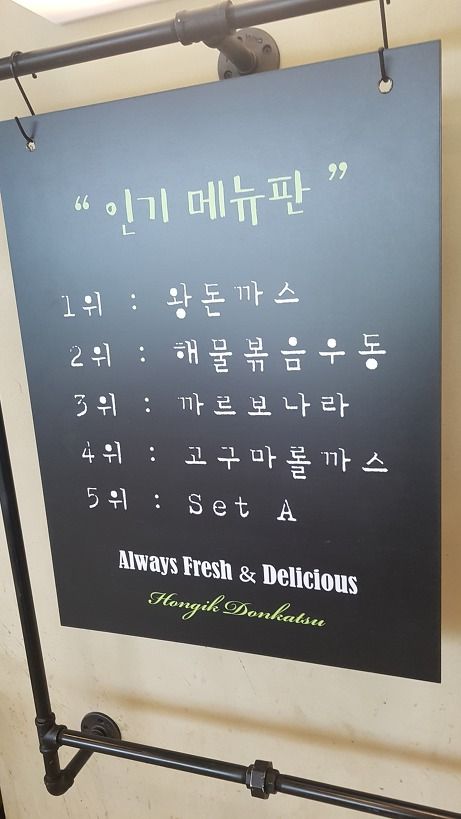 “ 인기 메뉴판 ”
1위 : 왕돈까스
2위 : 해물볶음우동
3위 : 까르보나라
4위 : 고구마롤까스
5위 : Set A
Always Fresh & Delicious
Hongik Donkatsu